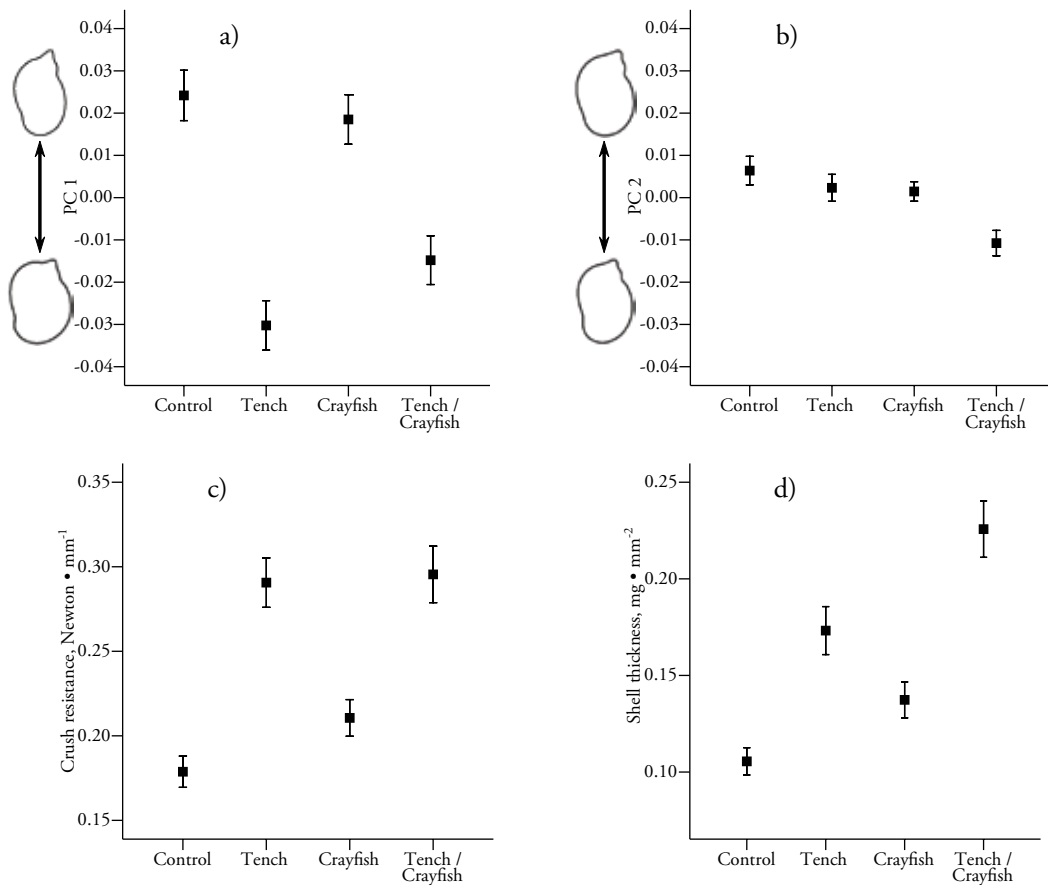 a)
0.04
0.03
0.02
0.01
0.00
-0.01
-0.02
-0.03
-0.04
PC 1
Control
Tench
Crayfish
Tench /
Crayfish
b)
0.04
0.03
0.02
0.01
0.00
-0.01
-0.02
-0.03
-0.04
PC 2
Control
Tench
Crayfish
Tench /
Crayfish
c)
0.35
0.30
0.25
0.20
0.15
Crush resistance, Newton • mm⁻¹
Control
Tench
Crayfish
Tench /
Crayfish
d)
0.25
0.20
0.15
0.10
Shell thickness, mg • mm⁻²
Control
Tench
Crayfish
Tench /
Crayfish